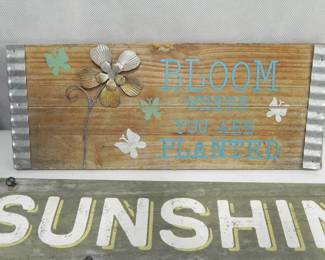 BLOOM
WHERE
YOU ARE
PLANTED
SUNSHIN